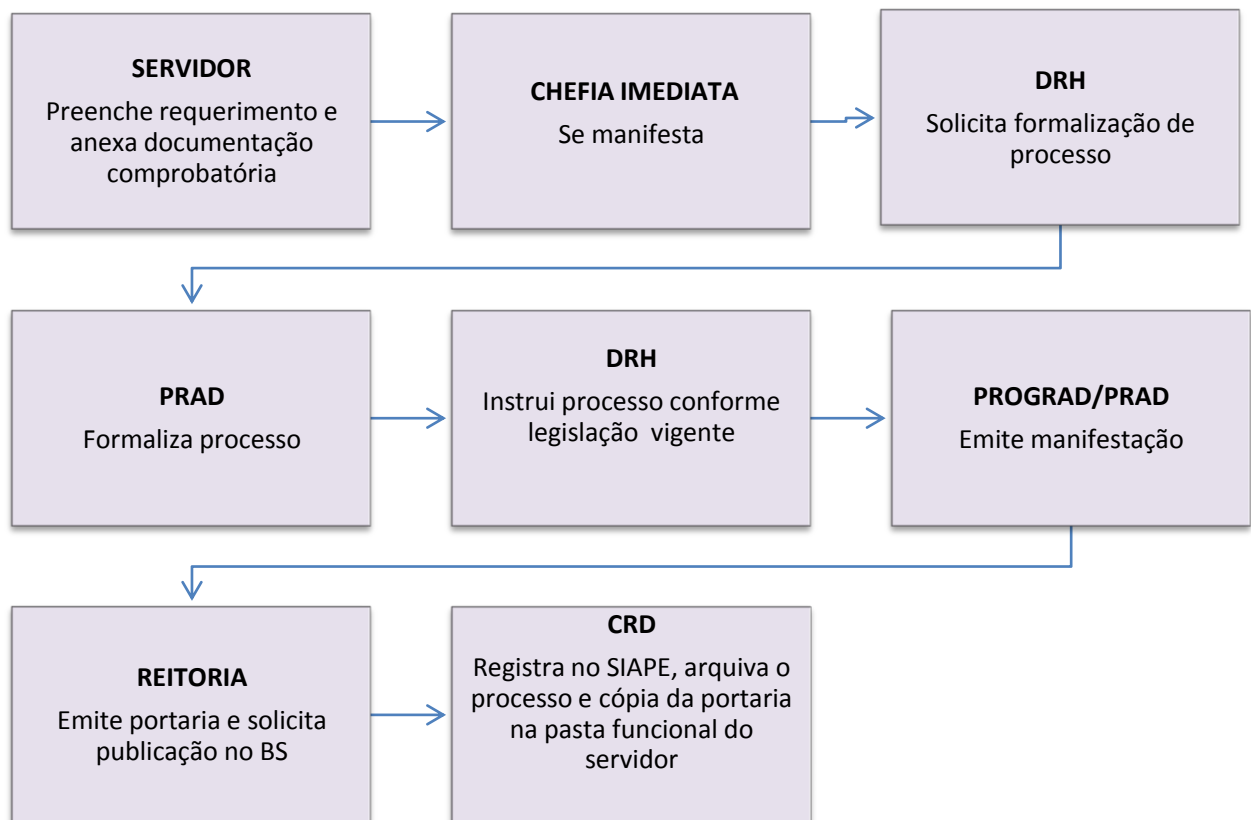 SERVIDOR
Preenche requerimento e
anexa documentação
comprobatória
CHEFIA IMEDIATA
Se manifesta
DRH
Solicita formalização de
processo
PRAD
Formaliza processo
DRH
Instrui processo conforme
legislação vigente
PROGRAD/PRAD
Emite manifestação
REITORIA
Emite portaria e solicita
publicação no BS
CRD
Registra no SIAPE, arquiva o
processo e cópia da portaria
na pasta funcional do
servidor